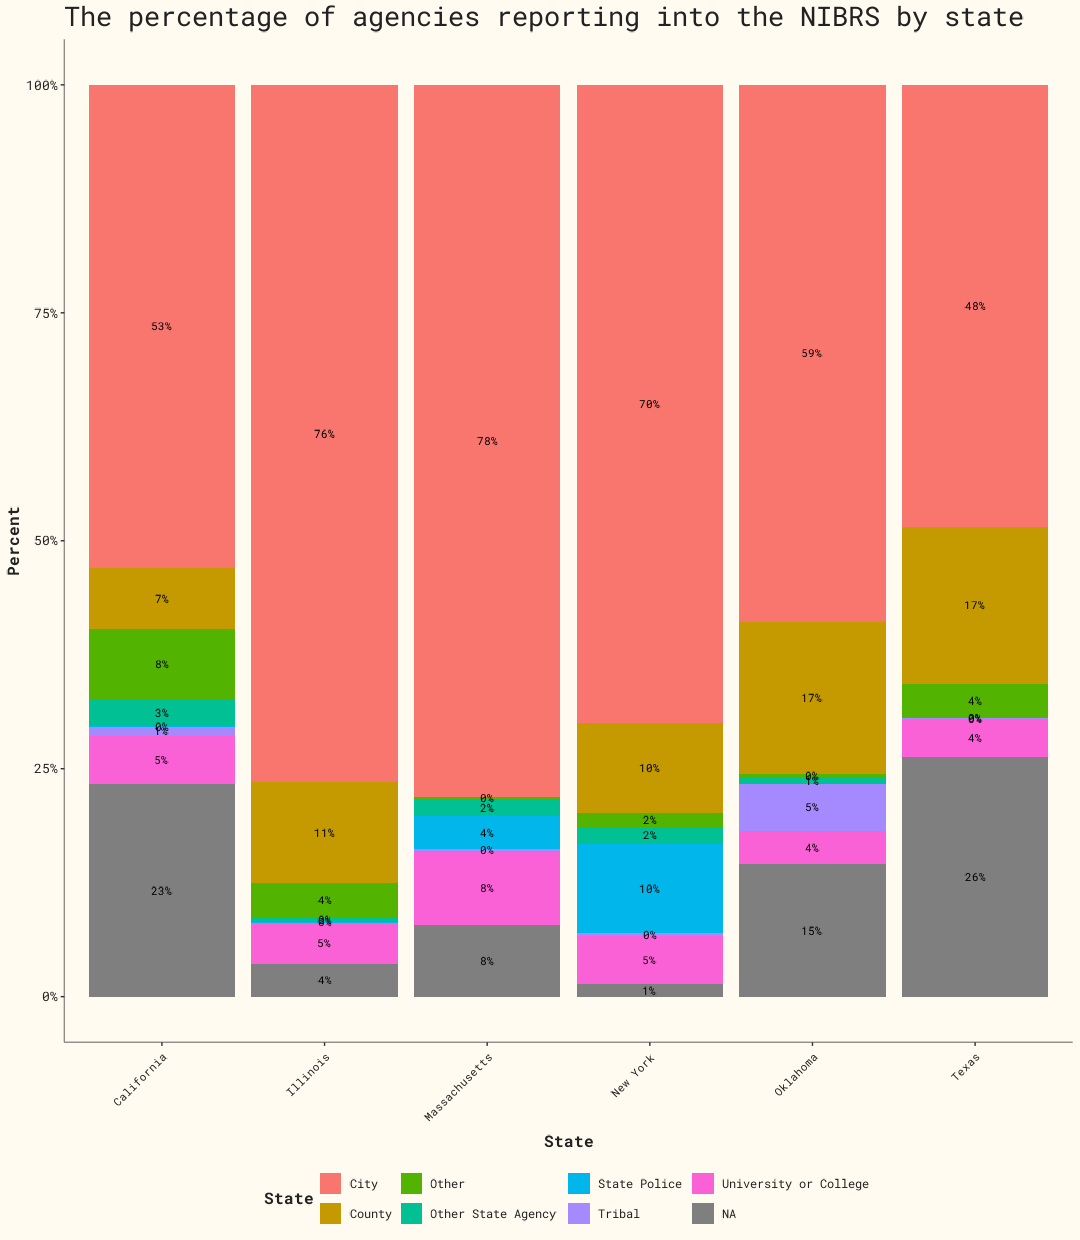 The percentage of agencies reporting into the NIBRS by state
Percent
100%
75%
50%
25%
0%
53%
7%
8%
3%
0%
1%
5%
23%
76%
11%
4%
0%
0%
5%
4%
78%
0%
2%
4%
0%
8%
8%
70%
10%
2%
2%
10%
0%
5%
1%
59%
17%
0%
1%
5%
4%
15%
48%
17%
4%
0%
0%
4%
26%
California
Illinois
Massachusetts
New York
Oklahoma
Texas
State
State
City
Other
State Police
University or College
County
Other State Agency
Tribal
NA